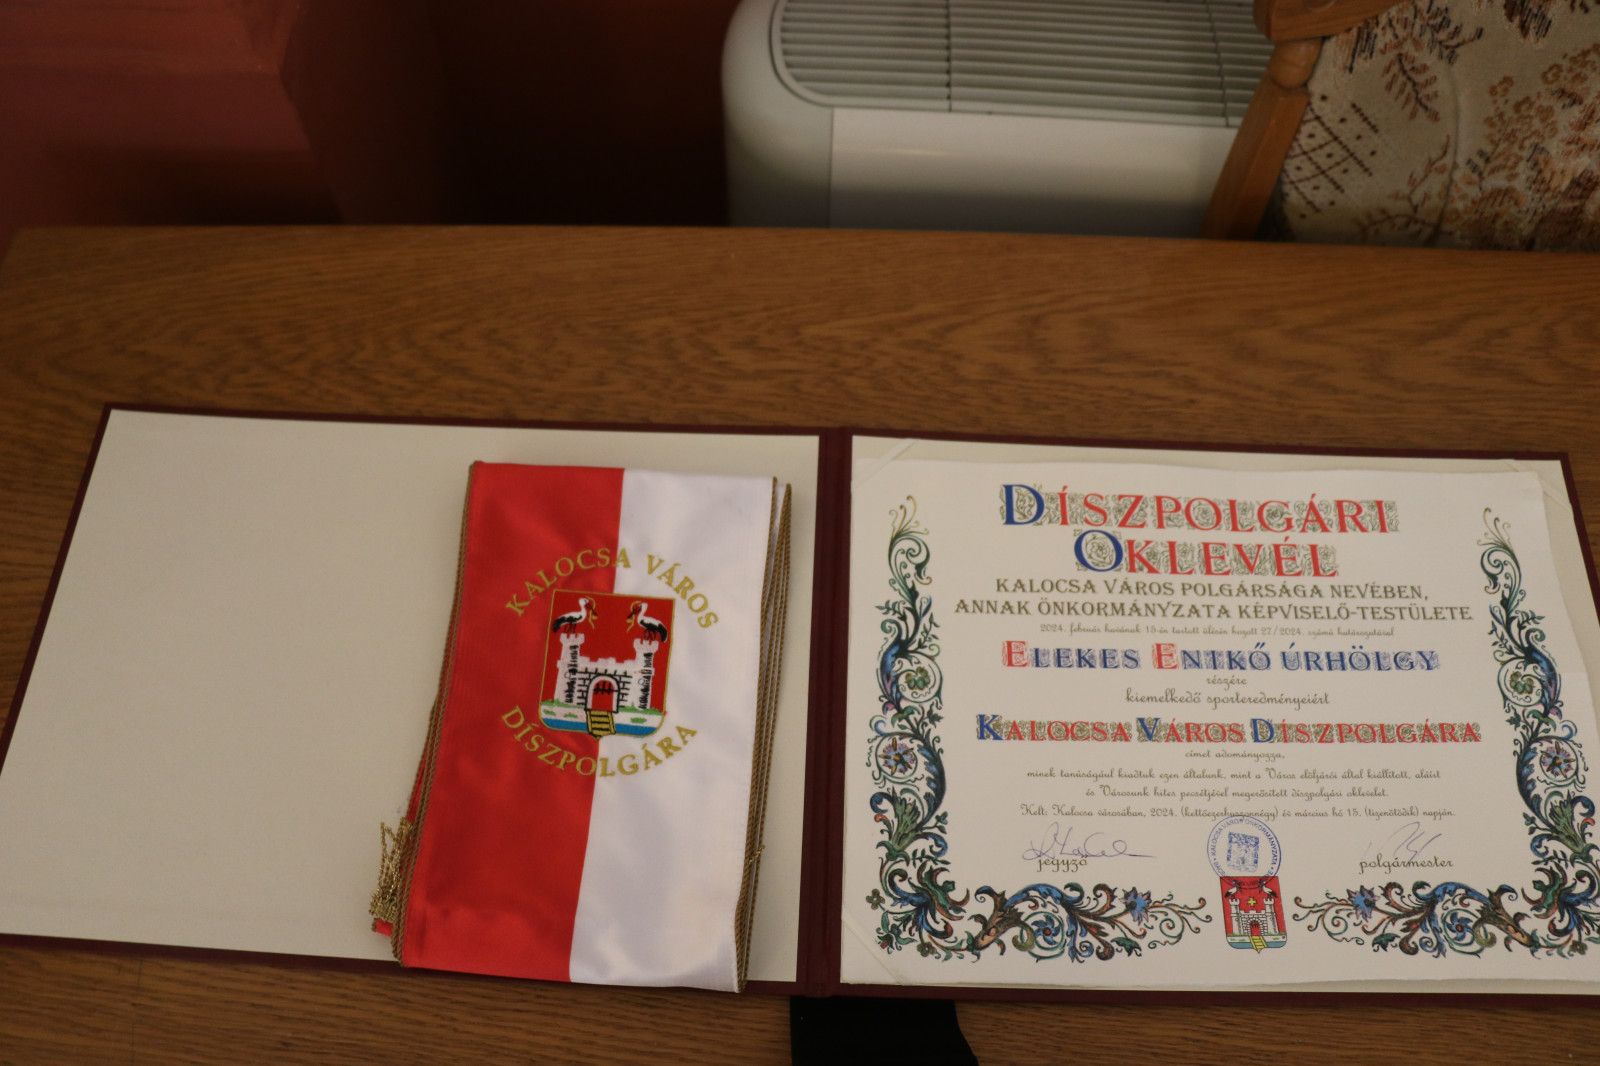 KALOCSA VÁROS
DÍSZPOLGÁRA
DÍSZPOLGÁRI
OKLEVÉL
KALOCSA VÁROS POLGÁRSÁGA NEVÉBEN,
ANNAK ÖNKORMÁNYZATA KÉPVISELŐ-TESTÜLETE
2024. február havának 15-én tartott ülésén hozott 27/2024. számú határozatával
ELEKES ENIKŐ ÚRHÖLGY
részére
kiemelkedő sporteredményeiért
KALOCSA VÁROS DÍSZPOLGÁRA
címet adományozza,
minek tanúságául kiadtuk ezen általunk, mint a Város elöljárói által kiállított, aláírt
és Városunk hites pecsétjével megerősített díszpolgári oklevelet.
Kelt: Kalocsa városában, 2024. (kettőezerhuszonnégy) év március hó 15. (tizenötödik) napján.
KALOCSA VÁROS ÖNKORMÁNYZATA
jegyző
polgármester